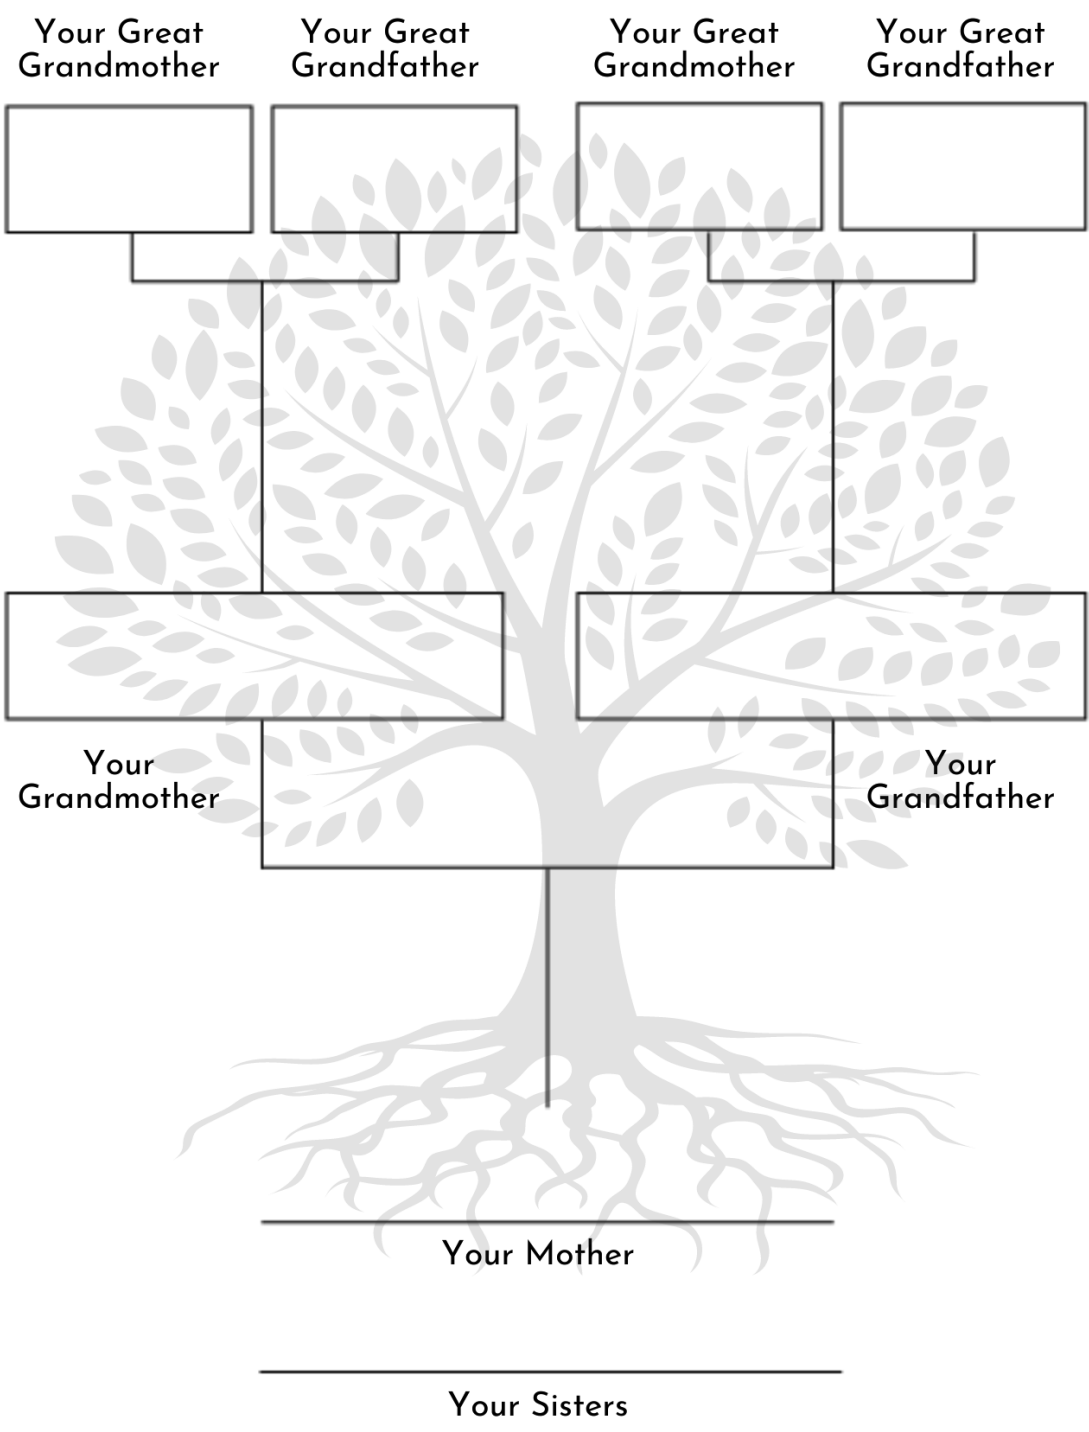 Your Great
Grandmother
Your Great
Grandfather
Your Great
Grandmother
Your Great
Grandfather
Your
Grandmother
Your
Grandfather
Your Mother
Your Sisters